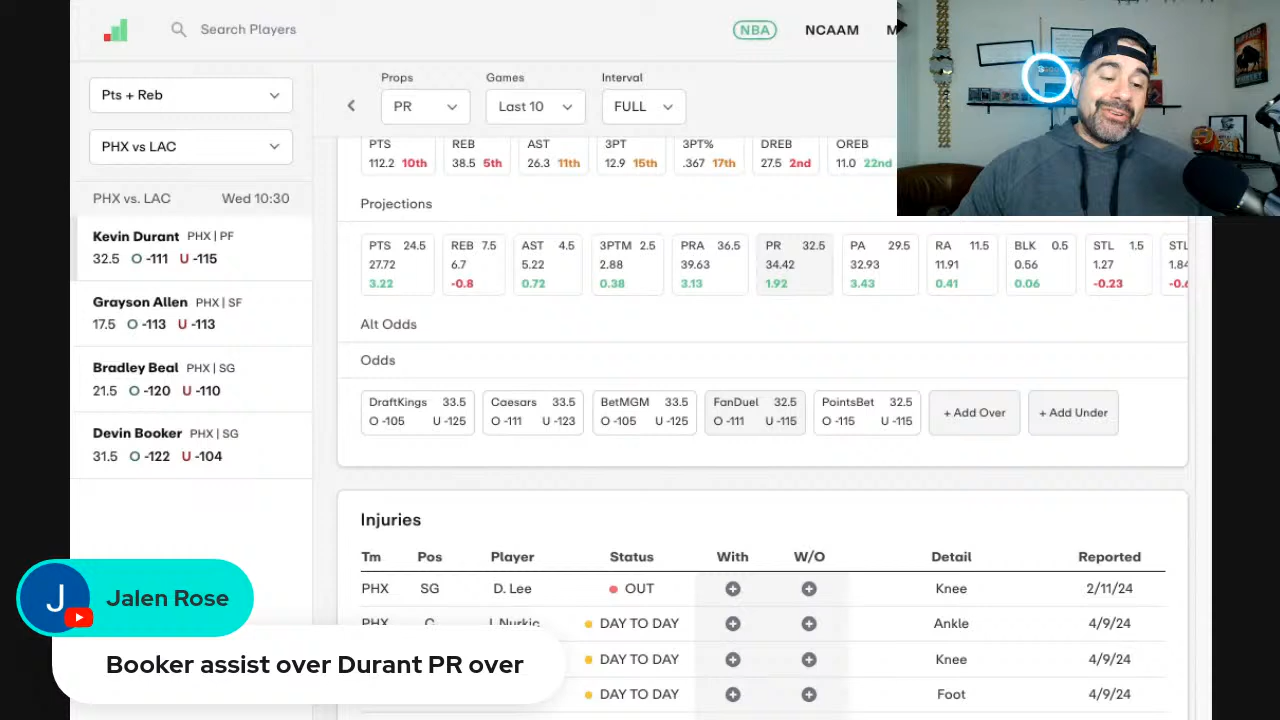 Search Players
NBA
NCAAM
M
Pts + Reb
PHX vs LAC
PHX vs. LAC Wed 10:30
Kevin Durant PHX | PF
32.5 O -111 U -115
Grayson Allen PHX | SF
17.5 O -113 U -113
Bradley Beal PHX | SG
21.5 O -120 U -110
Devin Booker PHX | SG
31.5 O -122 U -104
Props Games Interval
PR Last 10 FULL
PTS REB AST 3PT 3PT% DREB OREB
112.2 10th 38.5 5th 26.3 11th 12.9 15th .367 17th 27.5 2nd 11.0 22nd
Projections
PTS 24.5 REB 7.5 AST 4.5 3PTM 2.5 PRA 36.5 PR 32.5 PA 29.5 RA 11.5 BLK 0.5 STL 1.5 STL
27.72 6.7 5.22 2.88 39.63 34.42 32.93 11.91 0.56 1.27 1.84
3.22 -0.8 0.72 0.38 3.13 1.92 3.43 0.41 0.06 -0.23
Alt Odds
Odds
DraftKings 33.5 Caesars 33.5 BetMGM 33.5 FanDuel 32.5 PointsBet 32.5
O -105 U -125 O -111 U -123 O -105 U -125 O -111 U -115 O -115 U -115
+ Add Over + Add Under
Injuries
Tm Pos Player Status With W/O Detail Reported
PHX SG D. Lee OUT Knee 2/11/24
PHX C J. Nurkic DAY TO DAY Ankle 4/9/24
DAY TO DAY Knee 4/9/24
DAY TO DAY Foot 4/9/24
J
Jalen Rose
Booker assist over Durant PR over